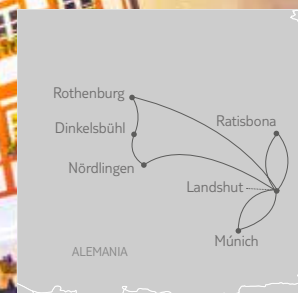 Rothenburg
Ratisbona
Dinkelsbühl
Nördlingen
Landshut
Múnich
ALEMANIA